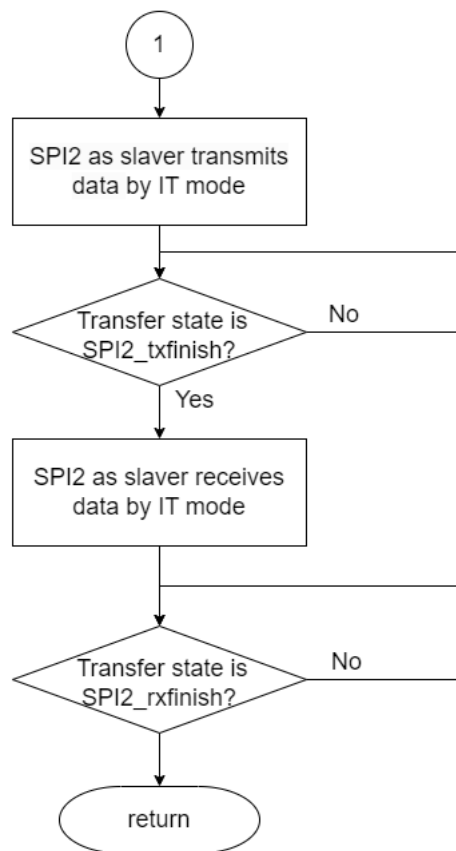 1
SPI2 as slaver transmits
data by IT mode
Transfer state is
SPI2_txfinish?
No
Yes
SPI2 as slaver receives
data by IT mode
Transfer state is
SPI2_rxfinish?
No
return